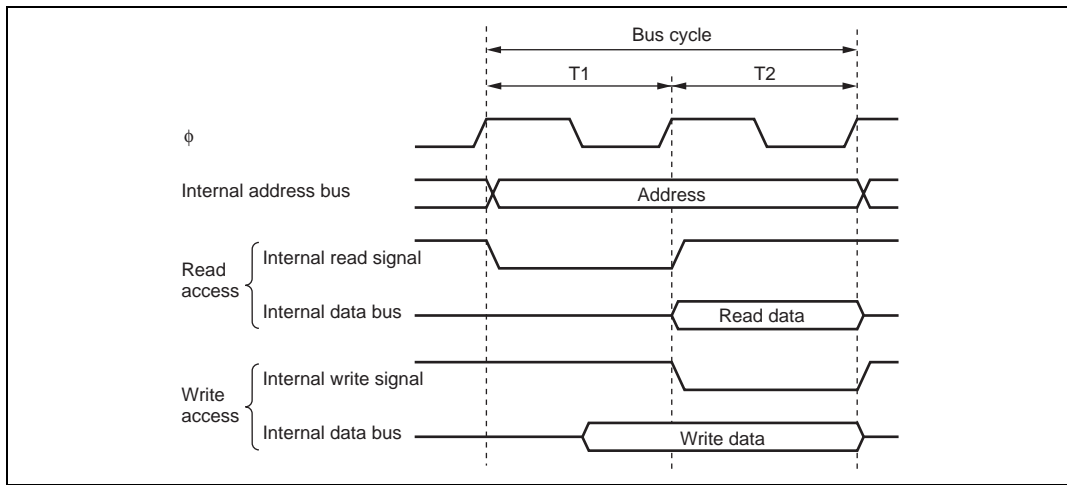 Bus cycle
T1
T2
ϕ
Internal address bus
Address
Read
access
Internal read signal
Internal data bus
Read data
Write
access
Internal write signal
Internal data bus
Write data